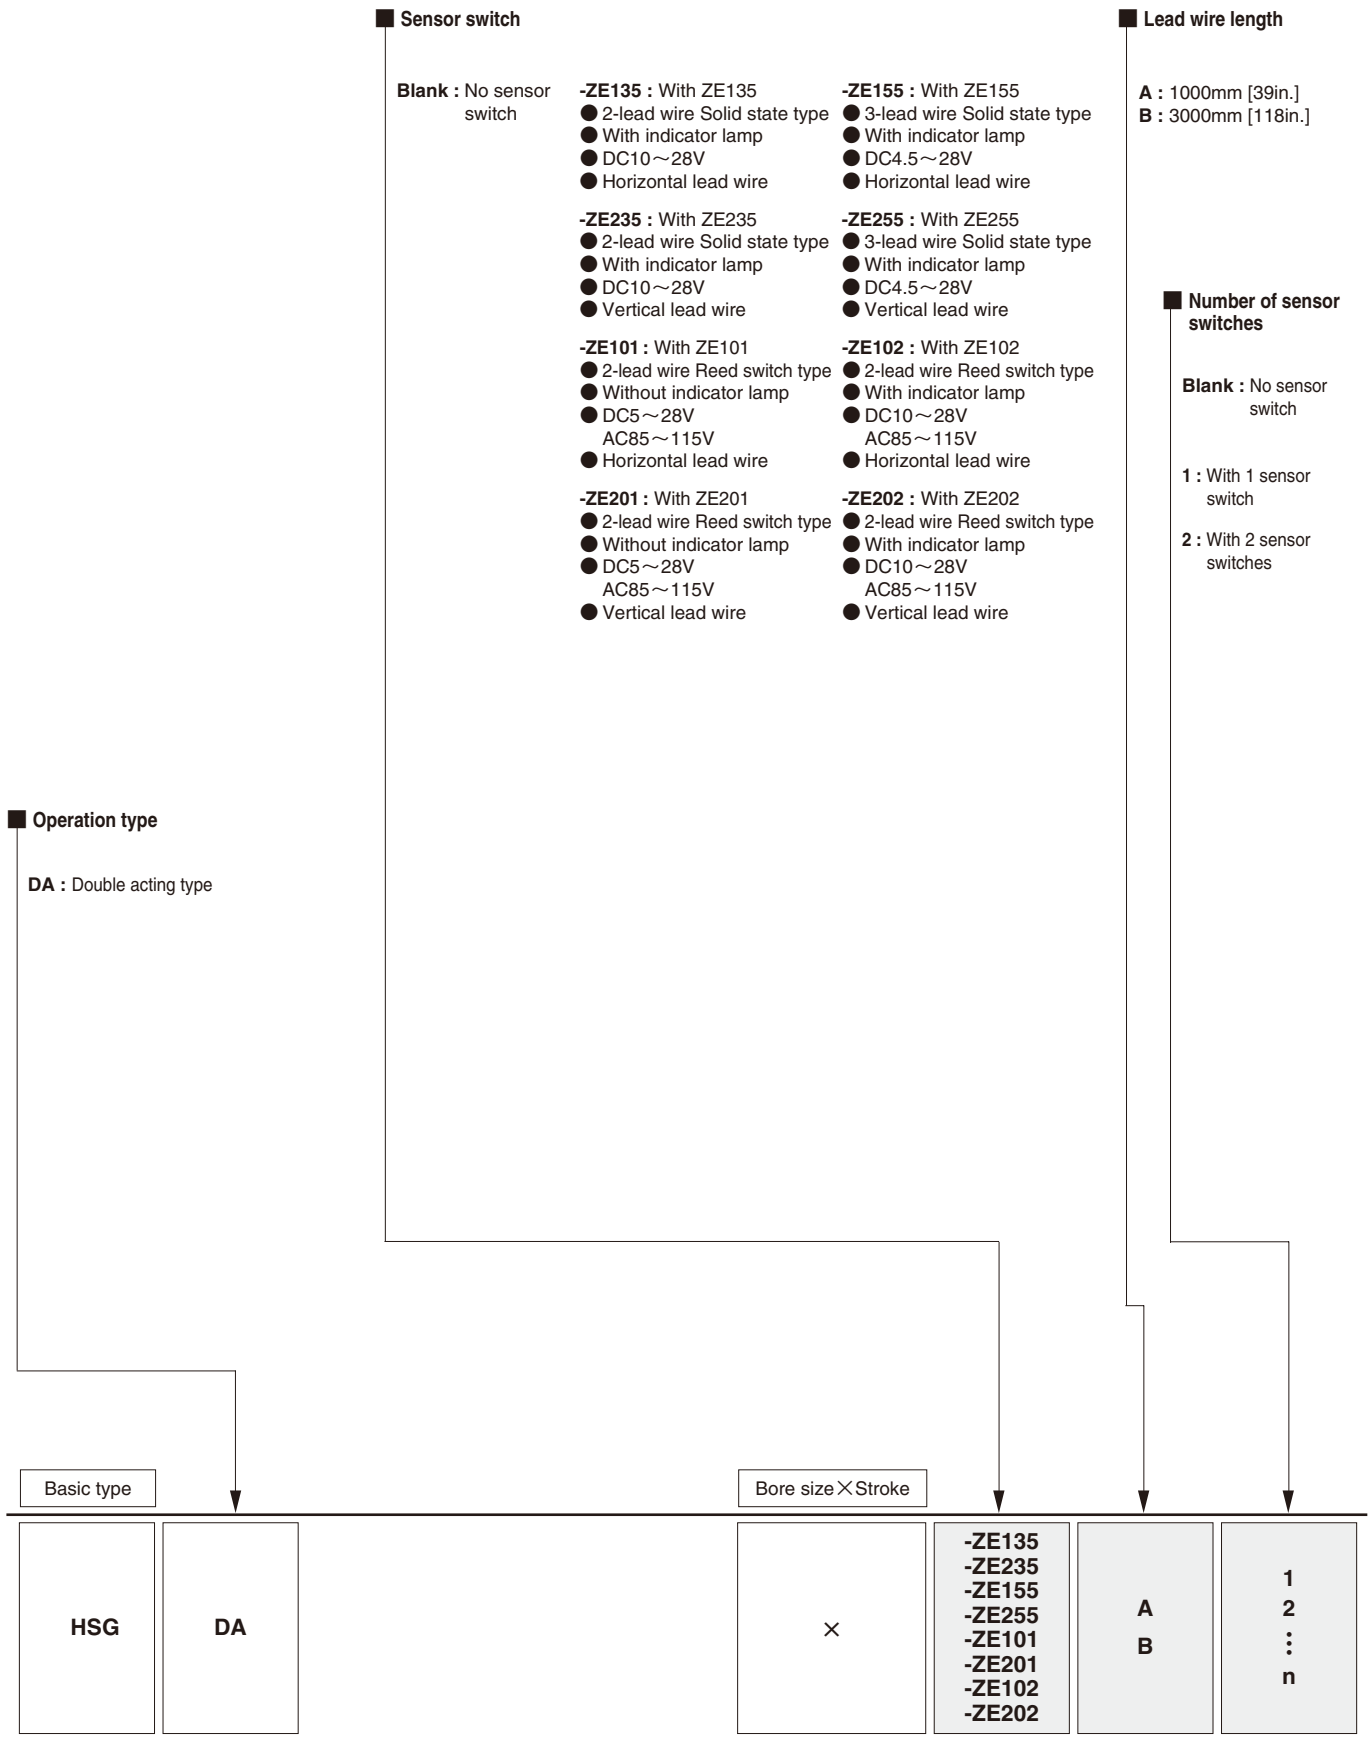 ■ Sensor switch
Blank : No sensor
switch
-ZE135 : With ZE135
● 2-lead wire Solid state type
● With indicator lamp
● DC10～28V
● Horizontal lead wire
-ZE155 : With ZE155
● 3-lead wire Solid state type
● With indicator lamp
● DC4.5～28V
● Horizontal lead wire
-ZE235 : With ZE235
● 2-lead wire Solid state type
● With indicator lamp
● DC10～28V
● Vertical lead wire
-ZE255 : With ZE255
● 3-lead wire Solid state type
● With indicator lamp
● DC4.5～28V
● Vertical lead wire
-ZE101 : With ZE101
● 2-lead wire Reed switch type
● Without indicator lamp
● DC5～28V
AC85～115V
● Horizontal lead wire
-ZE102 : With ZE102
● 2-lead wire Reed switch type
● With indicator lamp
● DC10～28V
AC85～115V
● Horizontal lead wire
-ZE201 : With ZE201
● 2-lead wire Reed switch type
● Without indicator lamp
● DC5～28V
AC85～115V
● Vertical lead wire
-ZE202 : With ZE202
● 2-lead wire Reed switch type
● With indicator lamp
● DC10～28V
AC85～115V
● Vertical lead wire
■ Lead wire length
A : 1000mm [39in.]
B : 3000mm [118in.]
■ Number of sensor
switches
Blank : No sensor
switch
1 : With 1 sensor
switch
2 : With 2 sensor
switches
■ Operation type
DA : Double acting type
Basic type
Bore size×Stroke
HSG
DA
×
-ZE135
-ZE235
-ZE155
-ZE255
-ZE101
-ZE201
-ZE102
-ZE202
A
B
1
2
⋮
n